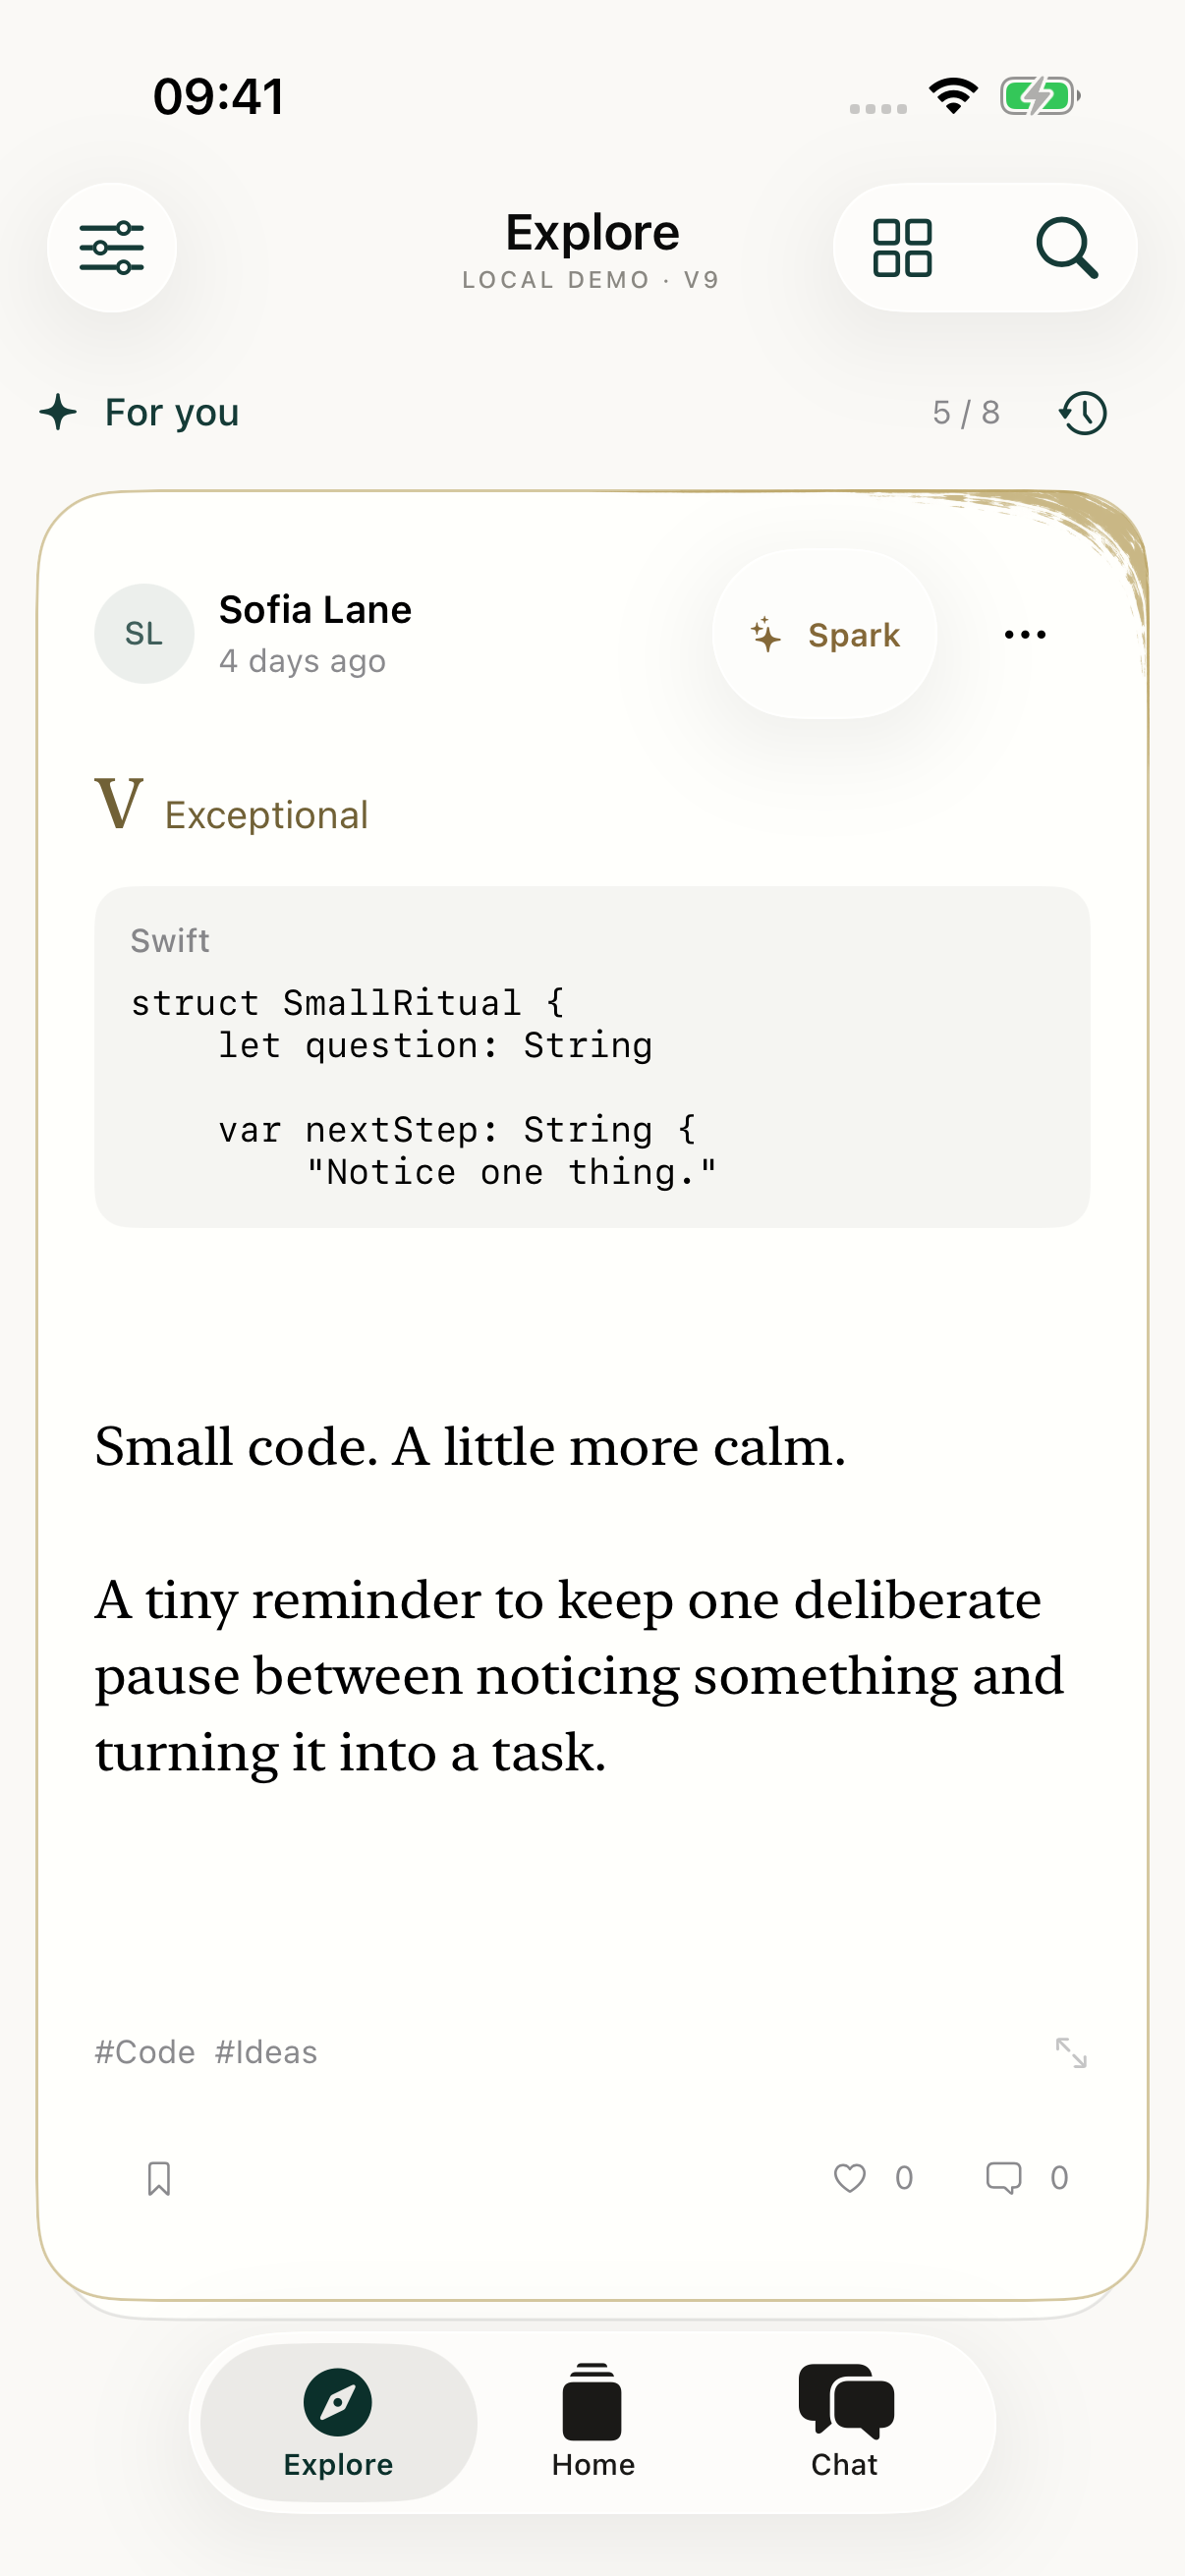 09:41
Explore
LOCAL DEMO · V9
For you
5 / 8
SL
Sofia Lane
4 days ago
Spark
V Exceptional
Swift
struct SmallRitual {
    let question: String

    var nextStep: String {
        "Notice one thing."
Small code. A little more calm.
A tiny reminder to keep one deliberate
pause between noticing something and
turning it into a task.
#Code #Ideas
0
0
Explore
Home
Chat